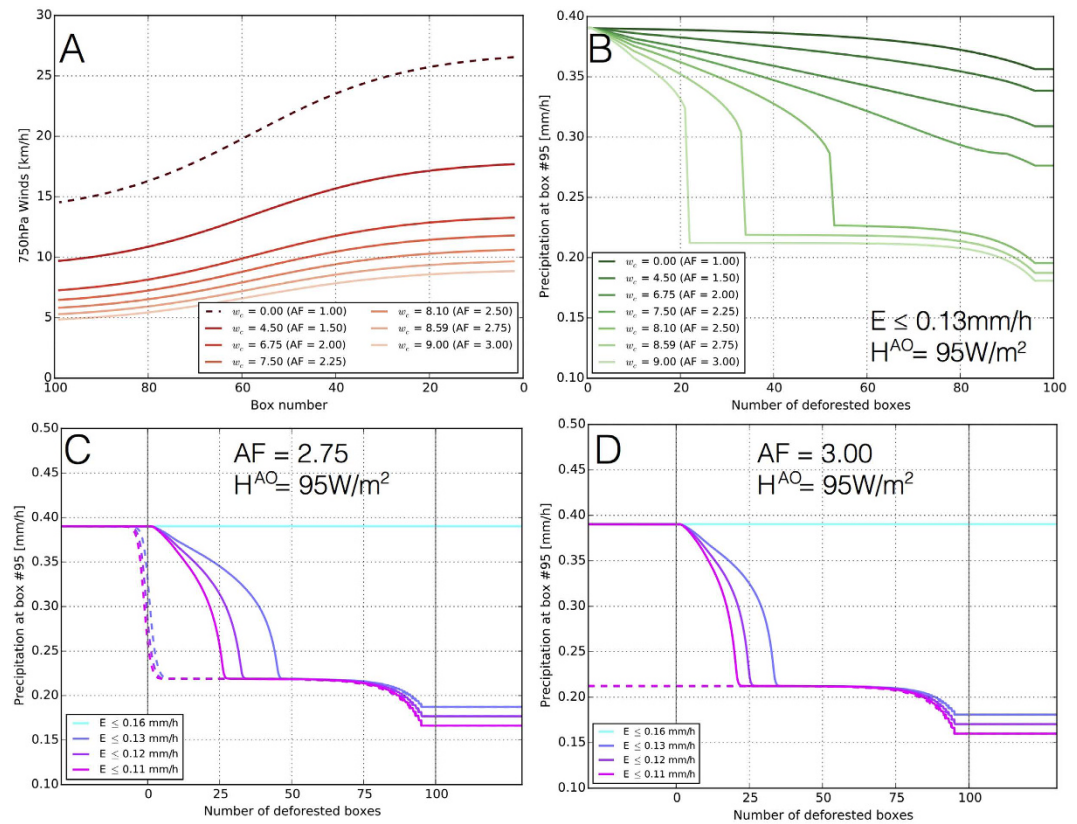 A
30
25
20
15
10
5
0
750hPa Winds [km/h]
w_c = 0.00 (AF = 1.00)
w_c = 4.50 (AF = 1.50)
w_c = 6.75 (AF = 2.00)
w_c = 7.50 (AF = 2.25)
w_c = 8.10 (AF = 2.50)
w_c = 8.59 (AF = 2.75)
w_c = 9.00 (AF = 3.00)
100 80 60 40 20 0
Box number
B
0.40
0.35
0.30
0.25
0.20
0.15
0.10
Precipitation at box #95 [mm/h]
w_c = 0.00 (AF = 1.00)
w_c = 4.50 (AF = 1.50)
w_c = 6.75 (AF = 2.00)
w_c = 7.50 (AF = 2.25)
w_c = 8.10 (AF = 2.50)
w_c = 8.59 (AF = 2.75)
w_c = 9.00 (AF = 3.00)
E ≤ 0.13mm/h
H^AO= 95W/m²
0 20 40 60 80 100
Number of deforested boxes
C
AF = 2.75
H^AO= 95W/m²
0.50
0.45
0.40
0.35
0.30
0.25
0.20
0.15
0.10
Precipitation at box #95 [mm/h]
E ≤ 0.16 mm/h
E ≤ 0.13 mm/h
E ≤ 0.12 mm/h
E ≤ 0.11 mm/h
0 25 50 75 100
Number of deforested boxes
D
AF = 3.00
H^AO= 95W/m²
0.50
0.45
0.40
0.35
0.30
0.25
0.20
0.15
0.10
Precipitation at box #95 [mm/h]
E ≤ 0.16 mm/h
E ≤ 0.13 mm/h
E ≤ 0.12 mm/h
E ≤ 0.11 mm/h
0 25 50 75 100
Number of deforested boxes